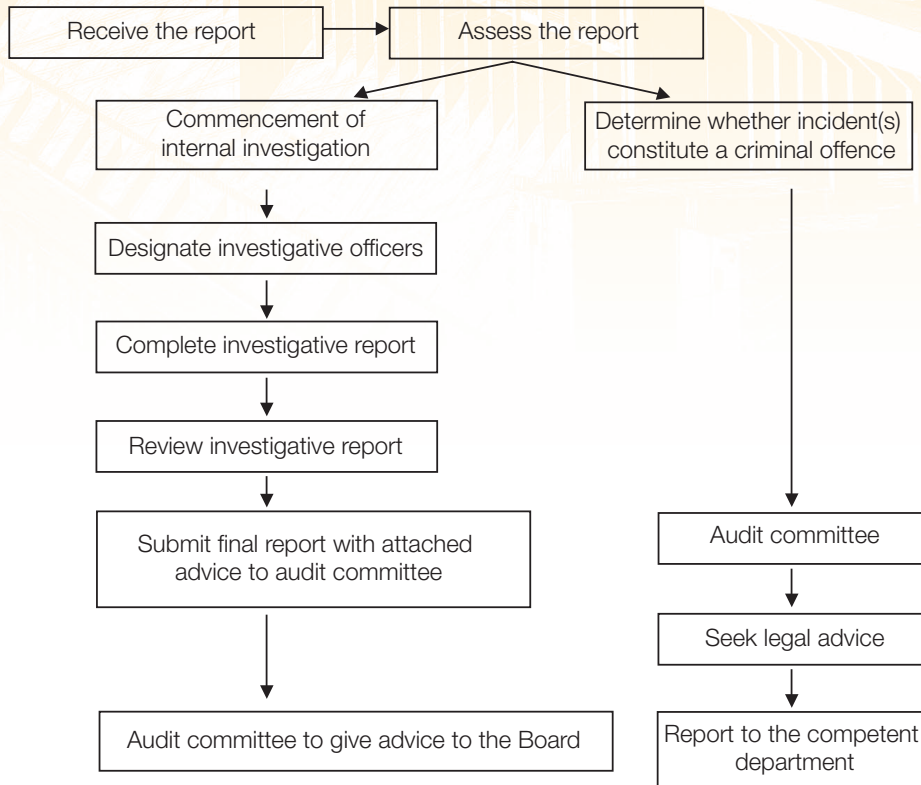 Receive the report
Assess the report
Commencement of
internal investigation
Determine whether incident(s)
constitute a criminal offence
Designate investigative officers
Complete investigative report
Review investigative report
Submit final report with attached
advice to audit committee
Audit committee to give advice to the Board
Audit committee
Seek legal advice
Report to the competent
department